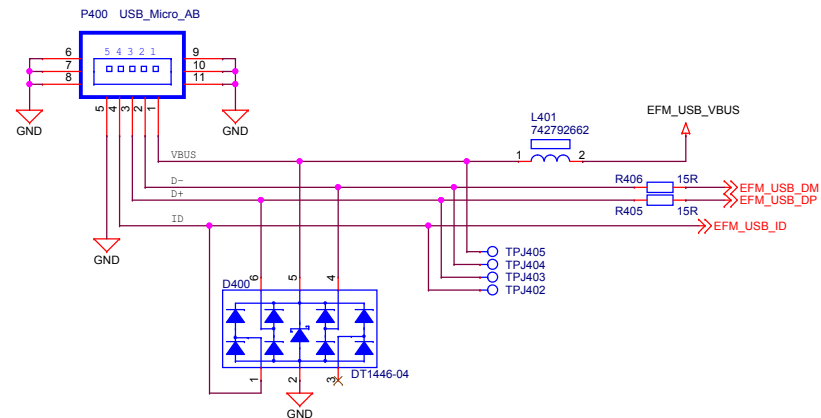 P400 USB_Micro_AB
5 4 3 2 1
6 9
7 10
8 11
5 4 3 2 1
GND GND
L401
742792662
EFM_USB_VBUS
VBUS 1 2
D- R406 15R EFM_USB_DM
D+ R405 15R EFM_USB_DP
ID EFM_USB_ID
GND
TPJ405
TPJ404
TPJ403
TPJ402
6 5 4
D400
DT1446-04
1 2 3
GND